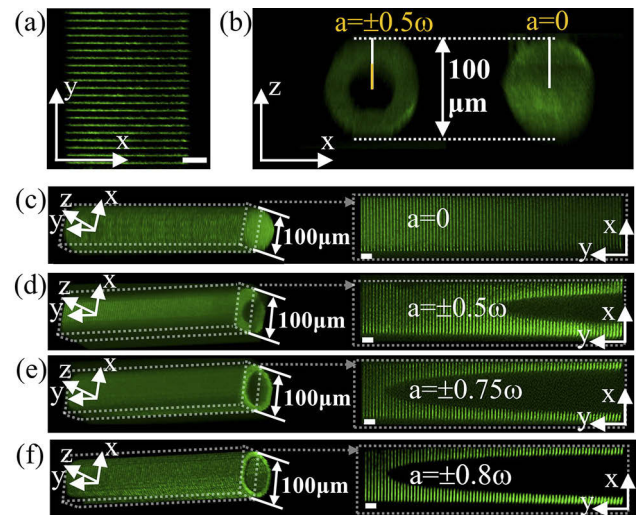 (a)
y
x
(b)
a=±0.5ω
a=0
z
x
100
μm
(c)
z
x
y
100μm
a=0
x
y
(d)
z
x
y
100μm
a=±0.5ω
x
y
(e)
z
x
y
100μm
a=±0.75ω
x
y
(f)
z
x
y
100μm
a=±0.8ω
x
y